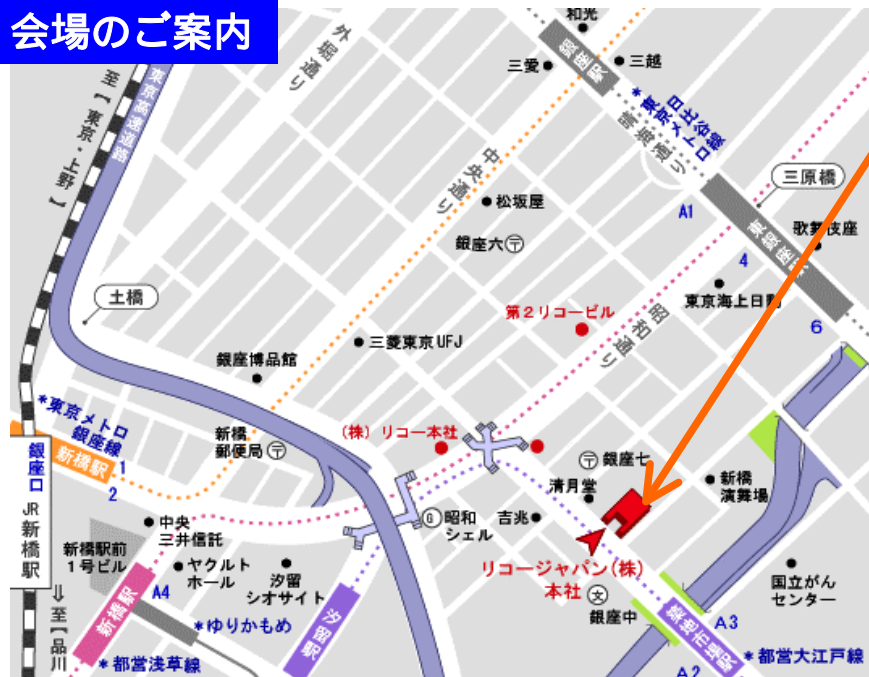 会場のご案内
和光
三愛
三越
銀座駅
外堀通り
至【東京・上野】
東京高速道路
*東京メトロ
日比谷線
晴海通り
中央通り
松坂屋
銀座六〒
三原橋
A1
歌舞伎座
東銀座駅
4
東京海上日動
6
土橋
第2リコービル
昭和通り
三菱東京UFJ
銀座博品館
*東京メトロ
銀座線
新橋駅
1
2
新橋
郵便局〒
(株)リコー本社
〒銀座七
清月堂
新橋
演舞場
銀座口
JR新橋駅
中央
三井信託
G昭和
シェル
吉兆
新橋駅前
1号ビル
ヤクルト
ホール
汐留
シオサイト
リコージャパン(株)
本社
文
銀座中
国立がん
センター
⇩至【品川
新橋駅
A4
*ゆりかもめ
汐留駅
築地市場駅
A3
A2
*都営浅草線
*都営大江戸線